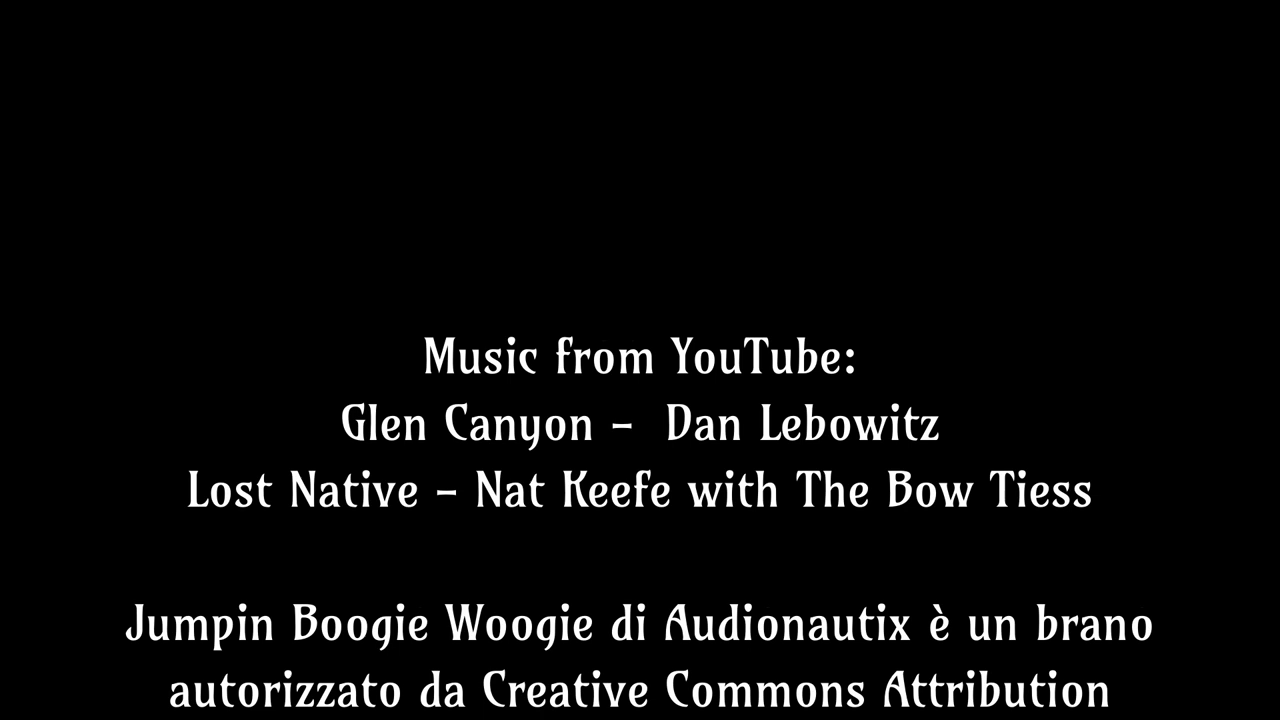 Music from YouTube:
Glen Canyon - Dan Lebowitz
Lost Native - Nat Keefe with The Bow Tiess
Jumpin Boogie Woogie di Audionautix è un brano
autorizzato da Creative Commons Attribution